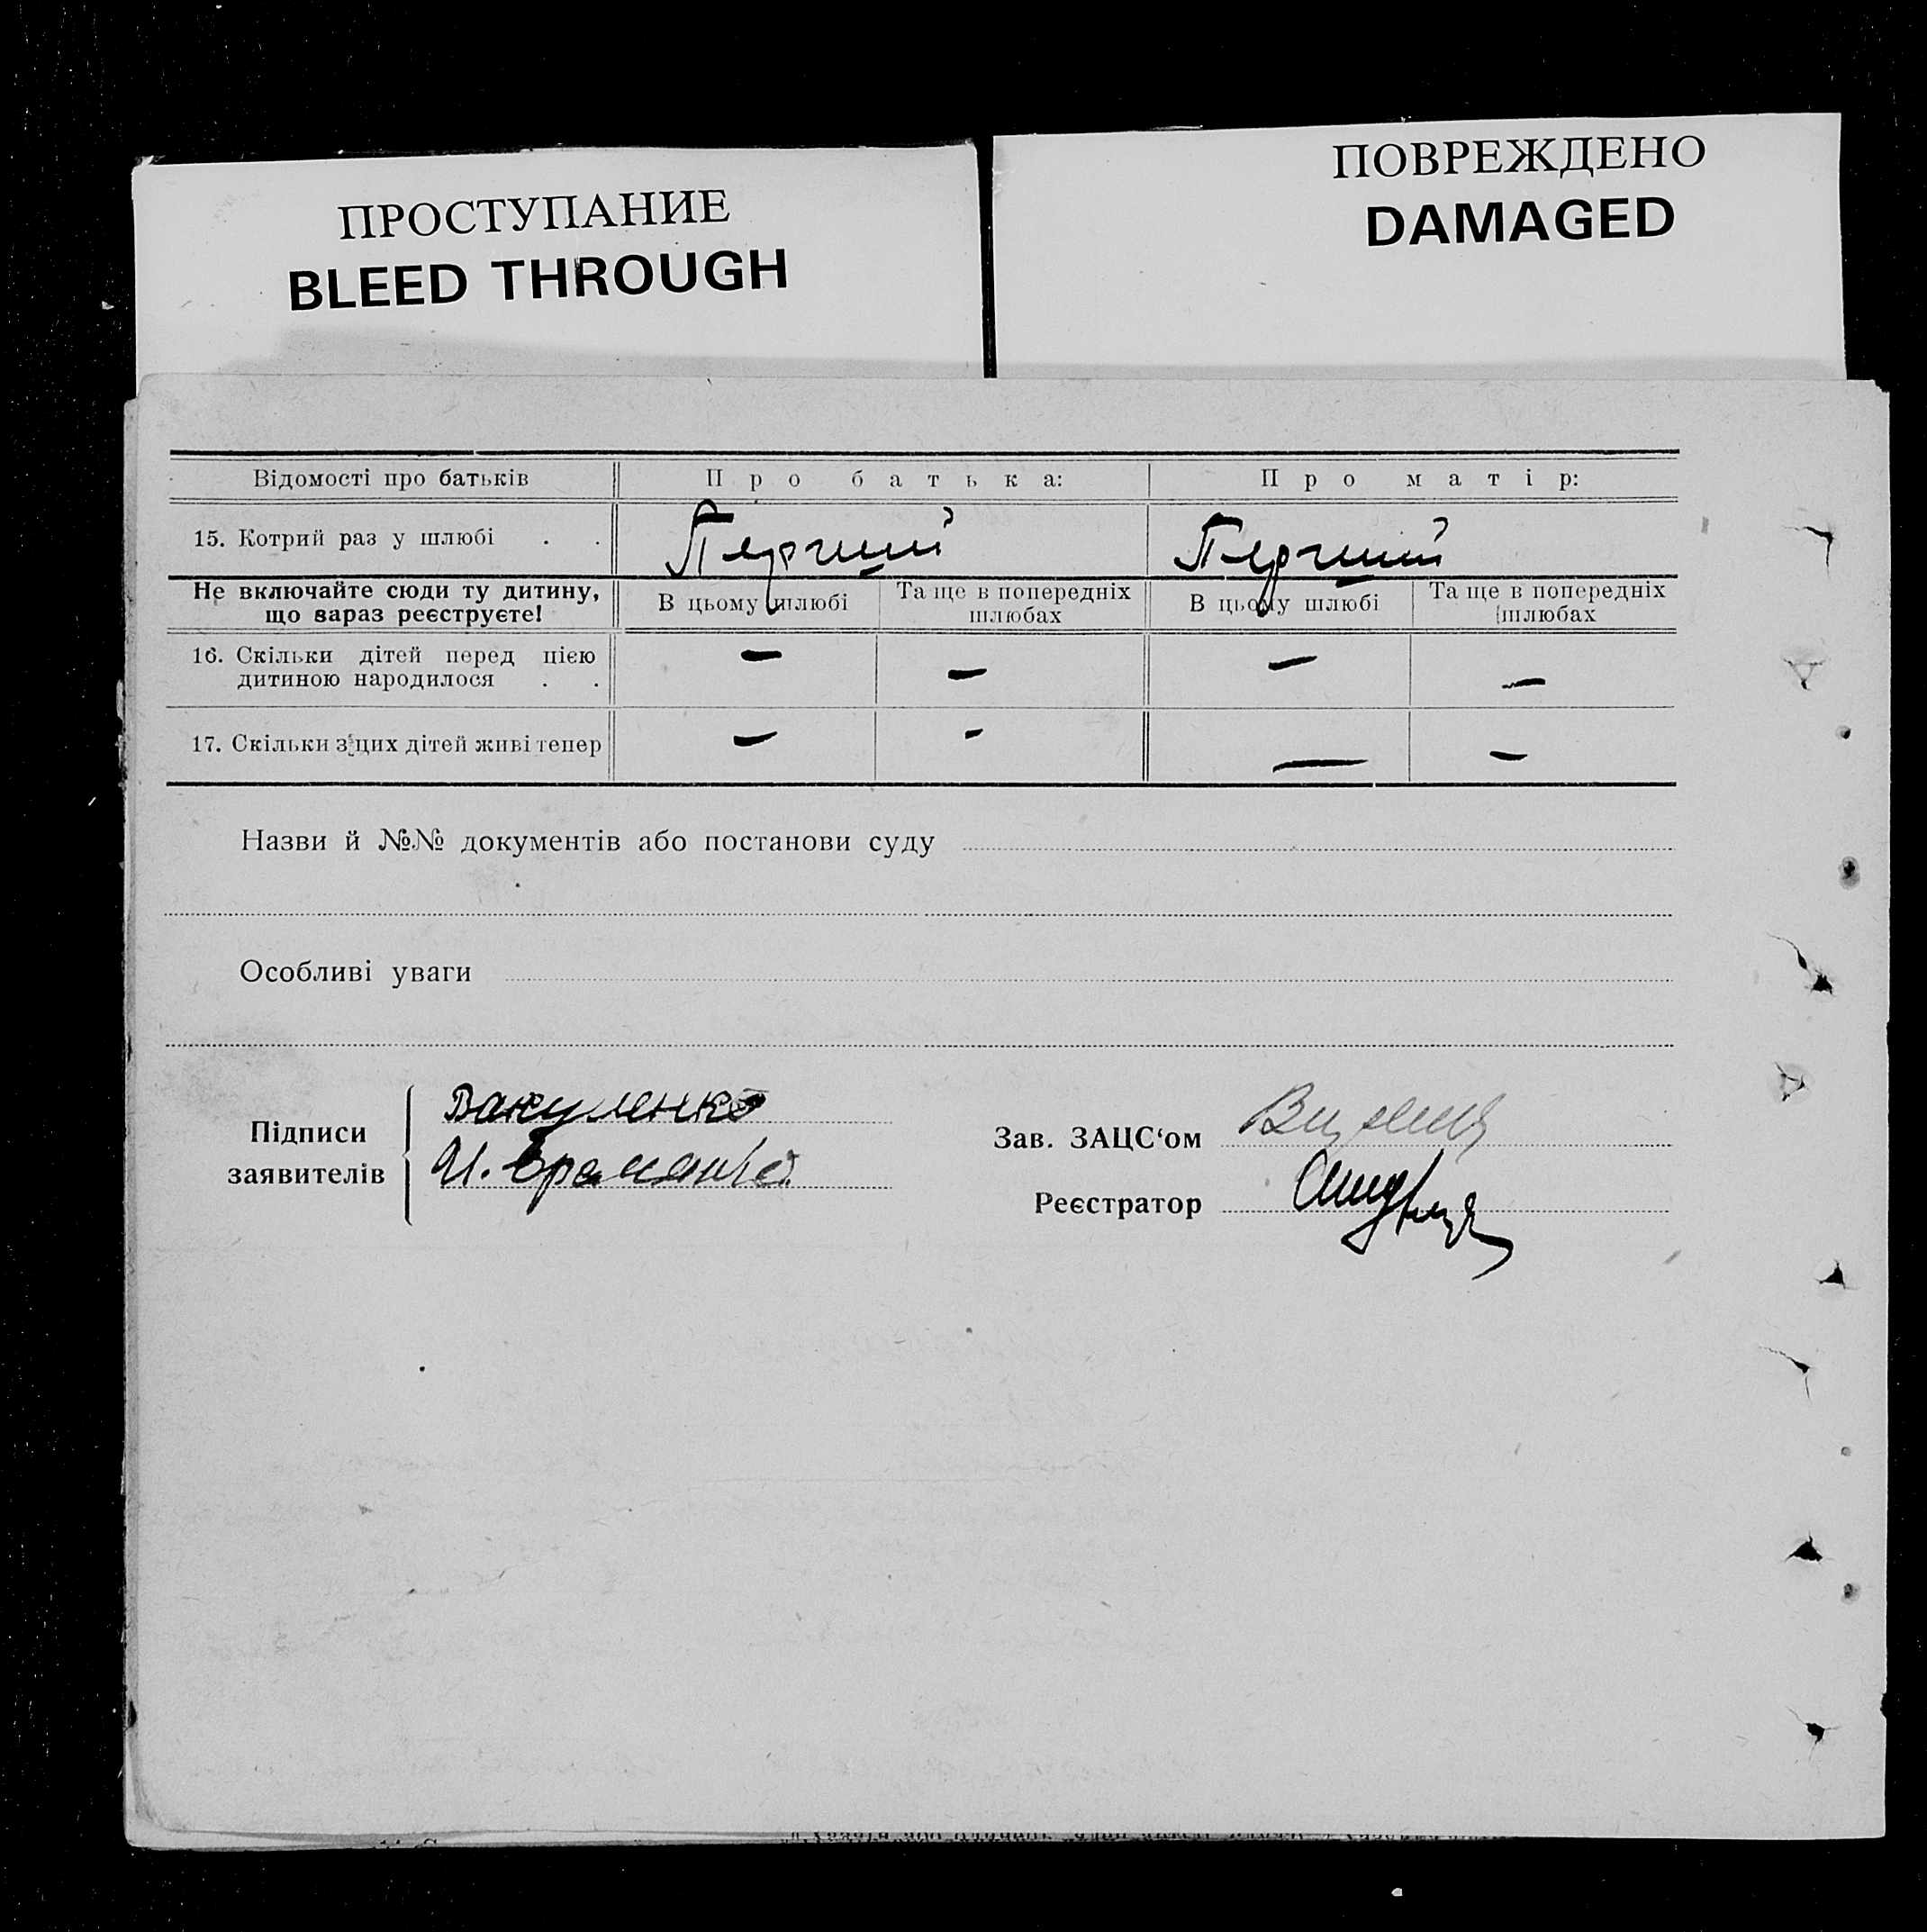 ПРОСТУПАНИЕ
BLEED THROUGH
ПОВРЕЖДЕНО
DAMAGED
Відомості про батьків Про батька: Про матір:
15. Котрий раз у шлюбі . . Перший Перший
Не включайте сюди ту дитину,
що зараз реєструєте!
В цьому шлюбі
Та ще в попередніх
шлюбах
В цьому шлюбі
Та ще в попередніх
шлюбах
16. Скільки дітей перед цією
дитиною народилося . . — — — —
17. Скільки з цих дітей живі тепер — - — —
Назви й №№ документів або постанови суду
Особливі уваги
Підписи
заявителів
Вакуленко
И.
Зав. ЗАЦС‘ом
Реєстратор